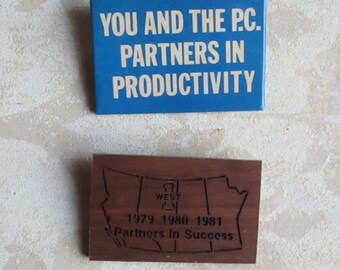 YOU AND THE P.C.
PARTNERS IN
PRODUCTIVITY
WEST
1979 1980 1981
Partners in Success